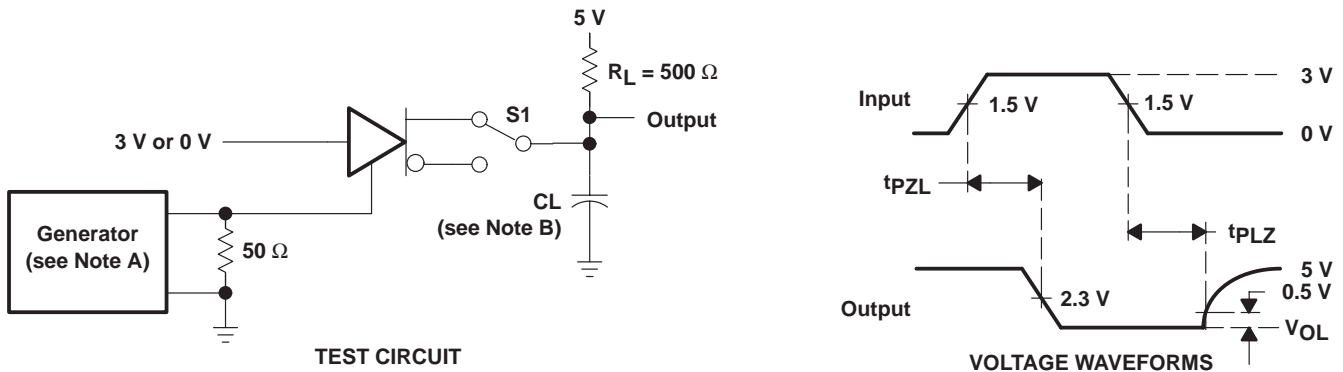 5 V
RL = 500 Ω
S1
Output
3 V or 0 V
CL
(see Note B)
Generator
(see Note A)
50 Ω
TEST CIRCUIT
3 V
Input
1.5 V
1.5 V
0 V
tPZL
tPLZ
5 V
0.5 V
Output
2.3 V
VOL
VOLTAGE WAVEFORMS